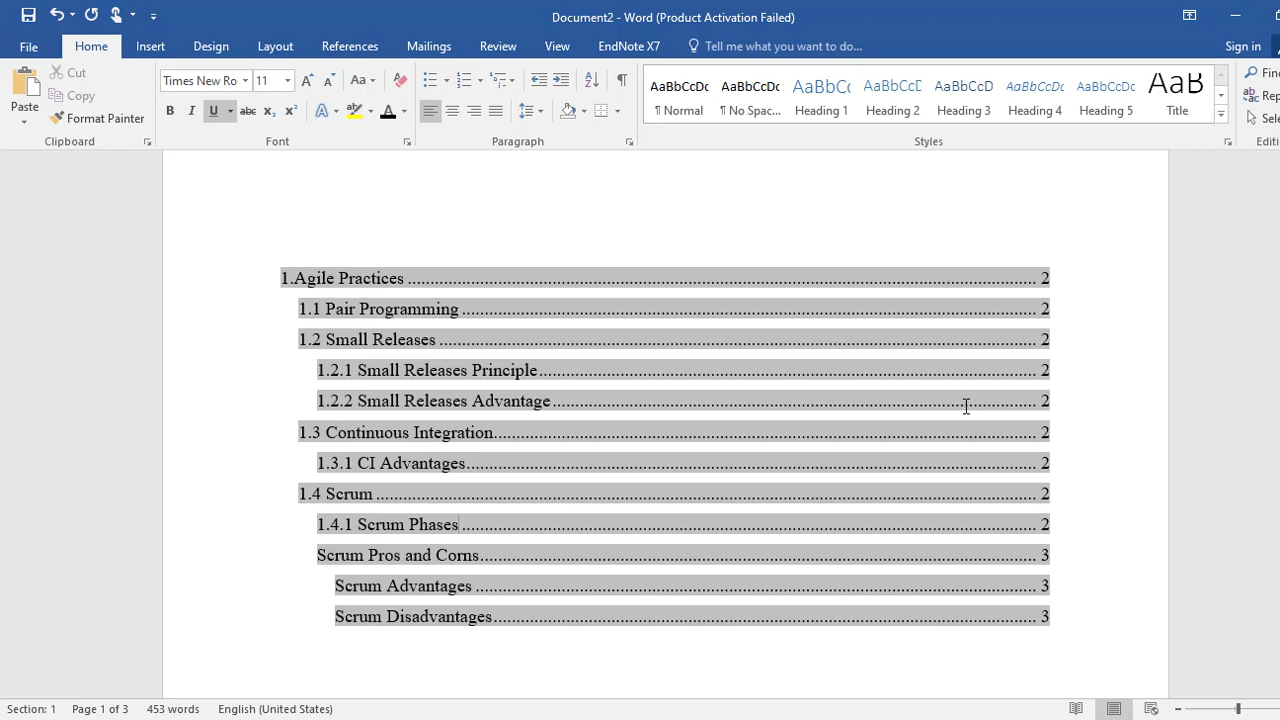 Document2 - Word (Product Activation Failed)
File Home Insert Design Layout References Mailings Review View EndNote X7 Tell me what you want to do... Sign in
Paste
Cut
Copy
Format Painter
Clipboard
Times New Ro 11
Font
Paragraph
AaBbCcDc AaBbCcDc AaBbCc AaBbCcD AaBbCcD AaBbCcDc AaBbCcDc AaB
¶ Normal ¶ No Spac... Heading 1 Heading 2 Heading 3 Heading 4 Heading 5 Title
Styles
1.Agile Practices ........ 2
1.1 Pair Programming ........ 2
1.2 Small Releases ........ 2
1.2.1 Small Releases Principle ........ 2
1.2.2 Small Releases Advantage ........ 2
1.3 Continuous Integration ........ 2
1.3.1 CI Advantages ........ 2
1.4 Scrum ........ 2
1.4.1 Scrum Phases ........ 2
Scrum Pros and Corns ........ 3
Scrum Advantages ........ 3
Scrum Disadvantages ........ 3
Section: 1 Page 1 of 3 453 words English (United States)